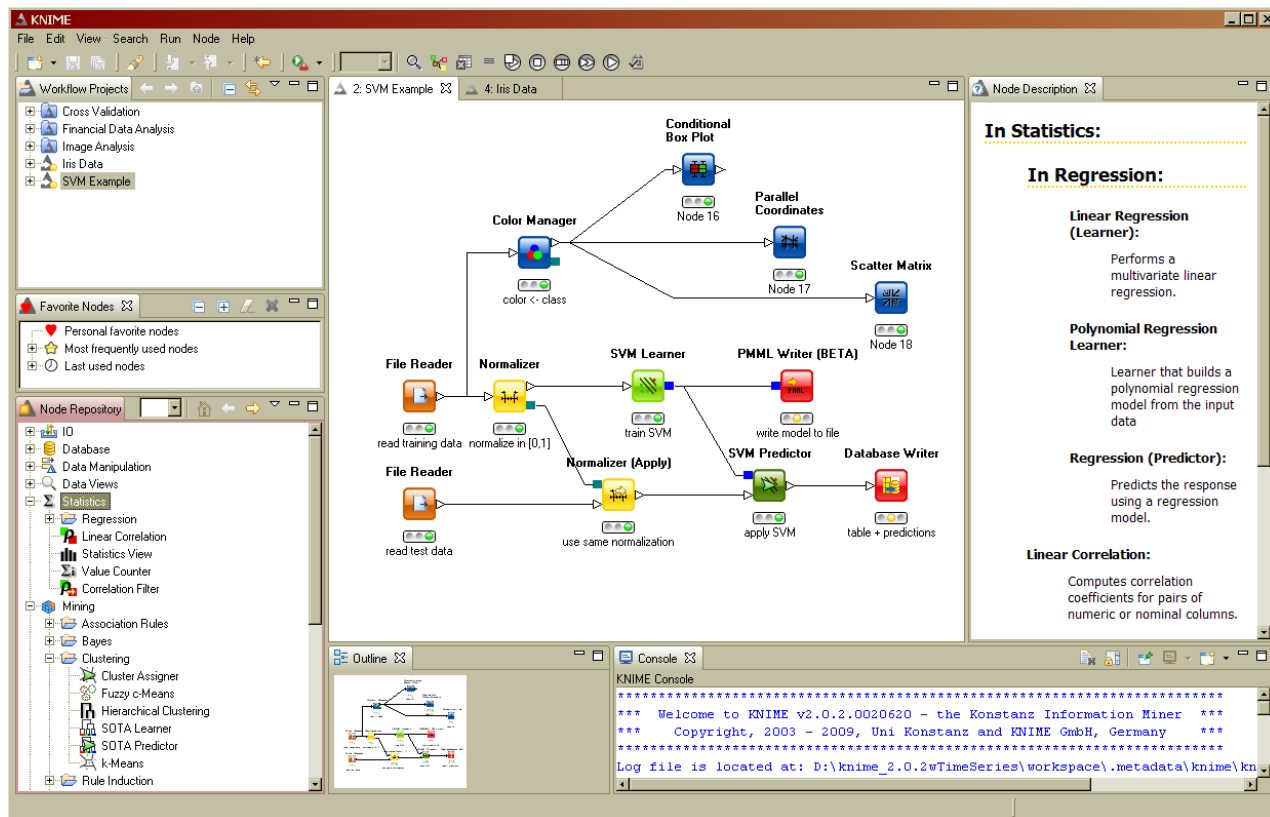 KNIME
File Edit View Search Run Node Help
Workflow Projects
Cross Validation
Financial Data Analysis
Image Analysis
Iris Data
SVM Example
Favorite Nodes
Personal favorite nodes
Most frequently used nodes
Last used nodes
Node Repository
IO
Database
Data Manipulation
Data Views
Statistics
Regression
Linear Correlation
Statistics View
Value Counter
Correlation Filter
Mining
Association Rules
Bayes
Clustering
Cluster Assigner
Fuzzy c-Means
Hierarchical Clustering
SOTA Learner
SOTA Predictor
k-Means
Rule Induction
2: SVM Example
4: Iris Data
Conditional
Box Plot
Node 16
Parallel
Coordinates
Node 17
Color Manager
color <- class
Scatter Matrix
Node 18
File Reader
read training data
Normalizer
normalize in [0,1]
SVM Learner
train SVM
PMML Writer (BETA)
PMML
write model to file
File Reader
read test data
Normalizer (Apply)
use same normalization
SVM Predictor
apply SVM
Database Writer
table + predictions
Node Description
In Statistics:
In Regression:
Linear Regression
(Learner):
Performs a
multivariate linear
regression.
Polynomial Regression
Learner:
Learner that builds a
polynomial regression
model from the input
data
Regression (Predictor):
Predicts the response
using a regression
model.
Linear Correlation:
Computes correlation
coefficients for pairs of
numeric or nominal columns.
Outline
Console
KNIME Console
***  Welcome to KNIME v2.0.2.0020620 - the Konstanz Information Miner  ***
***  Copyright, 2003 - 2009, Uni Konstanz and KNIME GmbH, Germany  ***
Log file is located at: D:\knime_2.0.2wTimeSeries\workspace\.metadata\knime\kn